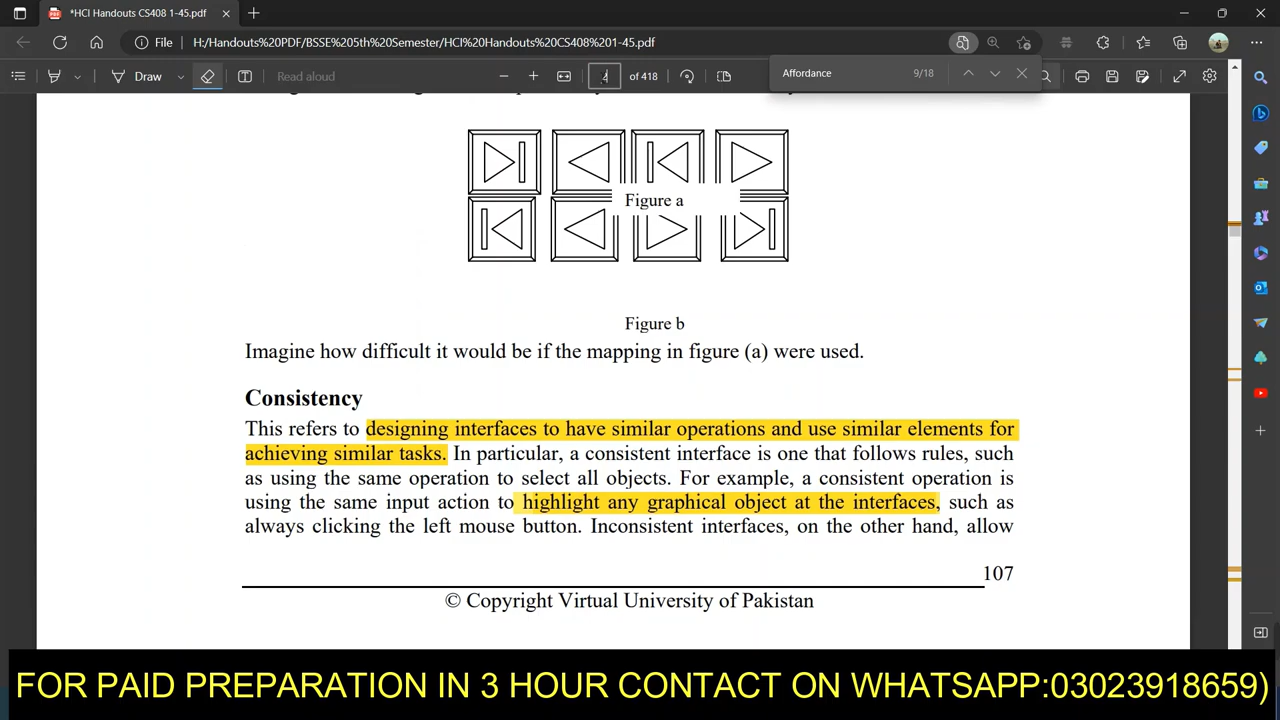 *HCI Handouts CS408 1-45.pdf
File H:/Handouts%20PDF/BSSE%205th%20Semester/HCI%20Handouts%20CS408%201-45.pdf
Draw Read aloud of 418 Affordance 9/18
Figure a
Figure b
Imagine how difficult it would be if the mapping in figure (a) were used.
Consistency
This refers to designing interfaces to have similar operations and use similar elements for
achieving similar tasks. In particular, a consistent interface is one that follows rules, such
as using the same operation to select all objects. For example, a consistent operation is
using the same input action to highlight any graphical object at the interfaces, such as
always clicking the left mouse button. Inconsistent interfaces, on the other hand, allow
107
© Copyright Virtual University of Pakistan
FOR PAID PREPARATION IN 3 HOUR CONTACT ON WHATSAPP:03023918659)